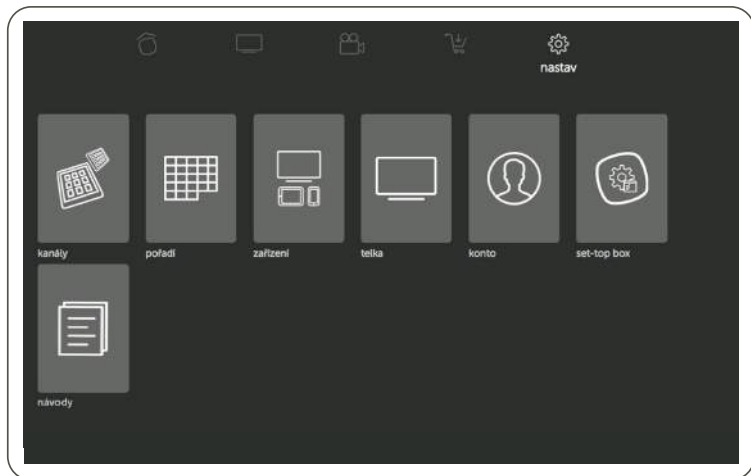 nastav
kanály
pořadí
zařízení
telka
konto
set-top box
návody